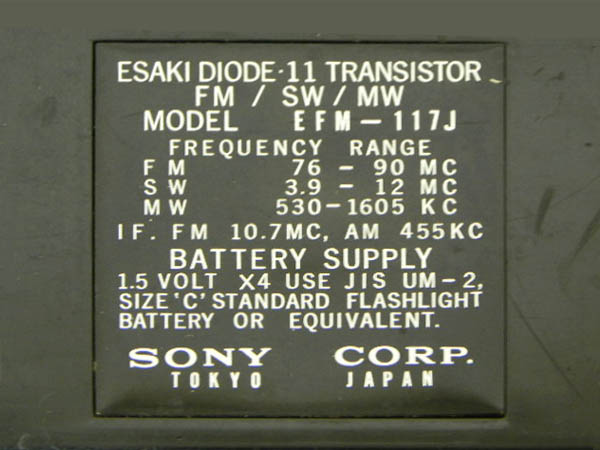 ESAKI DIODE·11 TRANSISTOR
FM / SW / MW
MODEL EFM-117J
FREQUENCY RANGE
FM 76 - 90 MC
SW 3.9 - 12 MC
MW 530-1605 KC
IF. FM 10.7MC, AM 455KC
BATTERY SUPPLY
1.5 VOLT X4 USE JIS UM-2,
SIZE 'C' STANDARD FLASHLIGHT
BATTERY OR EQUIVALENT.
SONY CORP.
TOKYO JAPAN